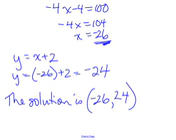 -4x-4=100
-4x=104
x=-26
y=x+2
y=(-26)+2=-24
The solution is (-26,24)